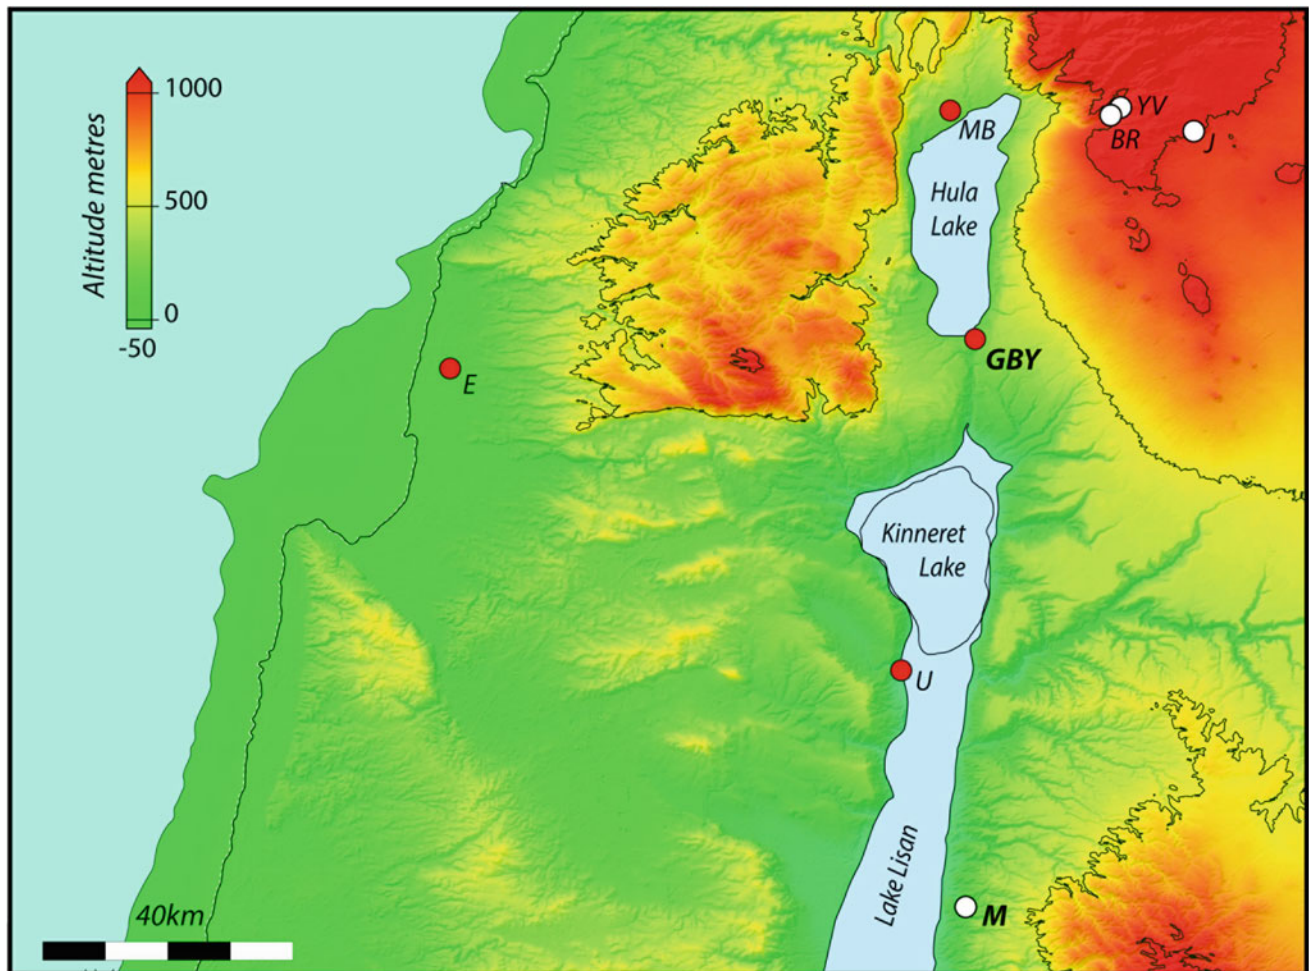 1000
500
0
-50
Altitude metres
MB
YV
BR
J
Hula
Lake
GBY
E
Kinneret
Lake
U
Lake Lisan
M
40km